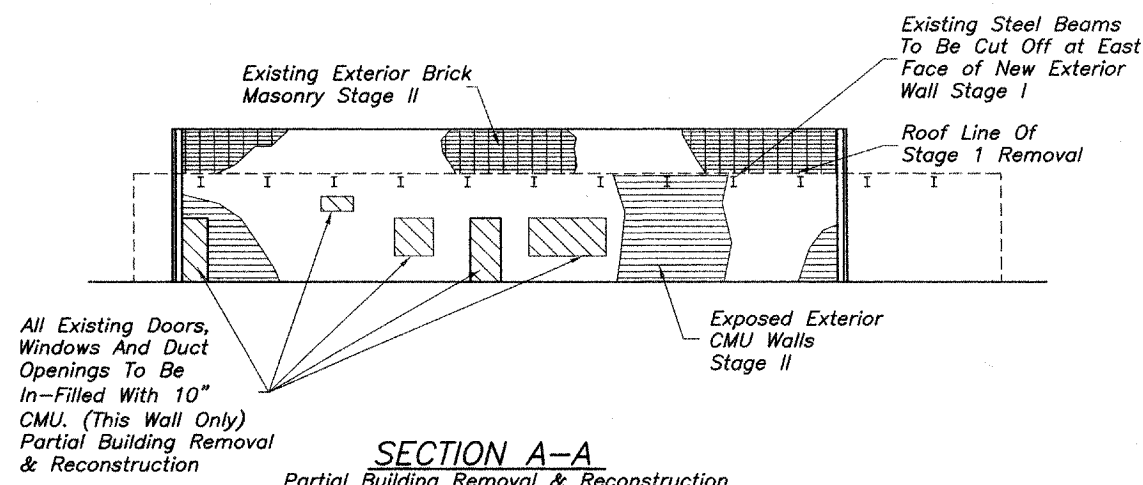 Existing Steel Beams
To Be Cut Off at East
Face of New Exterior
Wall Stage I
Existing Exterior Brick
Masonry Stage II
Roof Line Of
Stage 1 Removal
All Existing Doors,
Windows And Duct
Openings To Be
In-Filled With 10"
CMU. (This Wall Only)
Partial Building Removal
& Reconstruction
Exposed Exterior
CMU Walls
Stage II
SECTION A-A
Partial Building Removal & Reconstruction